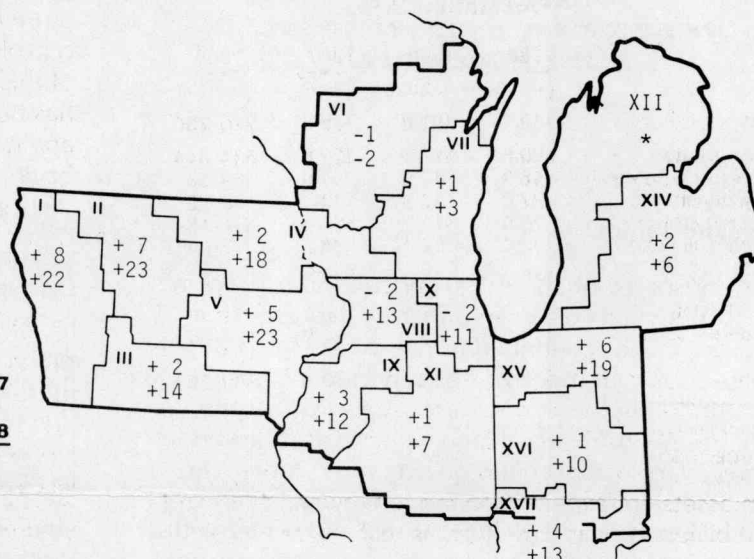 XII
*
VI
-1
-2
VII
+1
+3
XIV
+2
+6
I
+ 8
+22
II
+ 7
+23
+ 2
+18
IV
V
+ 5
+23
III
+ 2
+14
- 2
+13
VIII
X
- 2
+11
IX
+ 3
+12
XI
+1
+7
XV
+ 6
+19
XVI
+ 1
+10
XVII
+ 4
+13
7
8